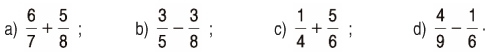 a) 6/7 + 5/8 ; b) 3/5 − 3/8 ; c) 1/4 + 5/6 ; d) 4/9 − 1/6 ·